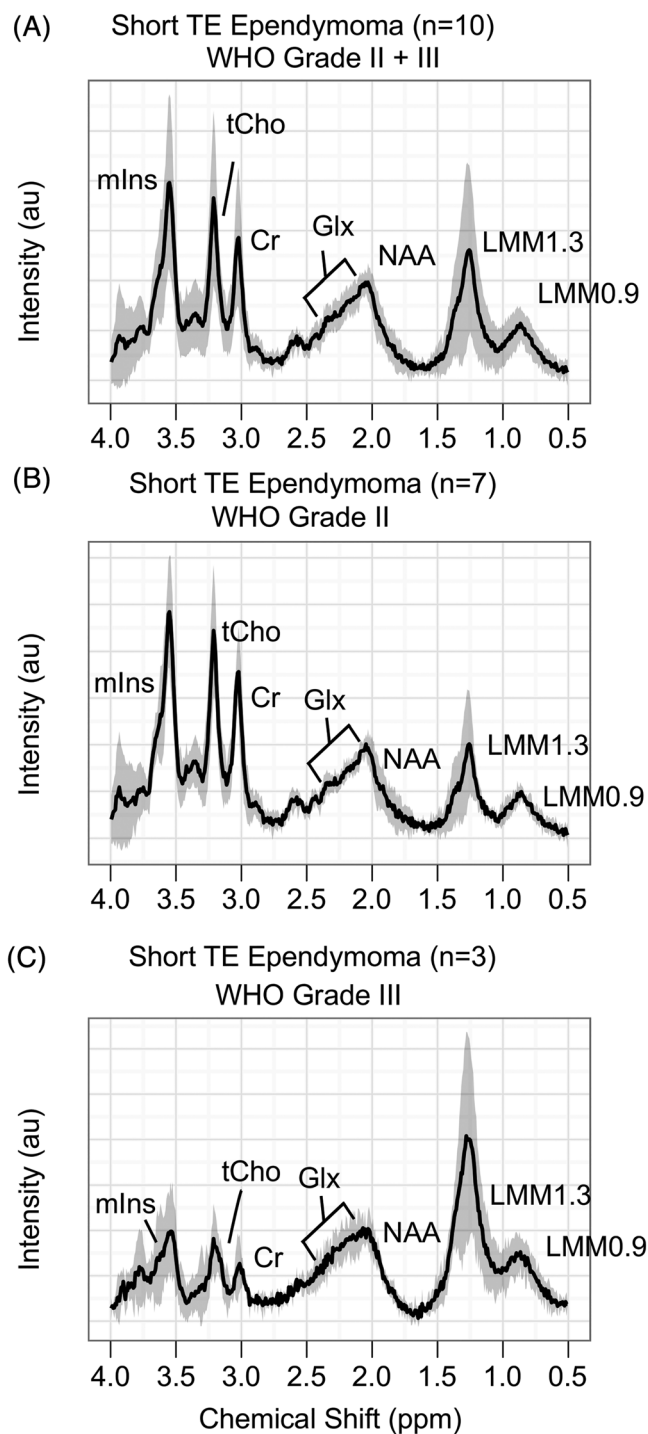 (A)
Short TE Ependymoma (n=10)
WHO Grade II + III
Intensity (au)
mIns
tCho
Cr
Glx
NAA
LMM1.3
LMM0.9
4.0 3.5 3.0 2.5 2.0 1.5 1.0 0.5
(B)
Short TE Ependymoma (n=7)
WHO Grade II
Intensity (au)
mIns
tCho
Cr
Glx
NAA
LMM1.3
LMM0.9
4.0 3.5 3.0 2.5 2.0 1.5 1.0 0.5
(C)
Short TE Ependymoma (n=3)
WHO Grade III
Intensity (au)
mIns
tCho
Cr
Glx
NAA
LMM1.3
LMM0.9
4.0 3.5 3.0 2.5 2.0 1.5 1.0 0.5
Chemical Shift (ppm)